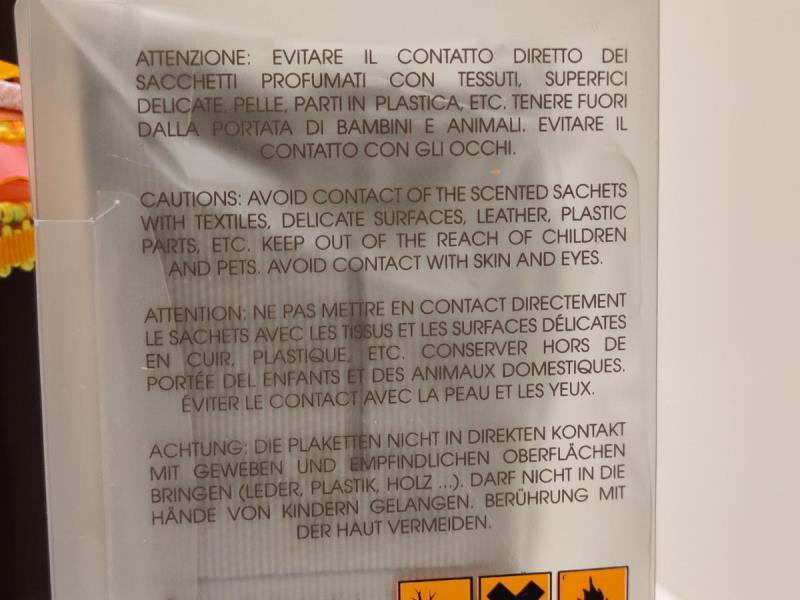 ATTENZIONE: EVITARE IL CONTATTO DIRETTO DEI
SACCHETTI PROFUMATI CON TESSUTI, SUPERFICI
DELICATE, PELLE, PARTI IN PLASTICA, ETC. TENERE FUORI
DALLA PORTATA DI BAMBINI E ANIMALI. EVITARE IL
CONTATTO CON GLI OCCHI.
CAUTIONS: AVOID CONTACT OF THE SCENTED SACHETS
WITH TEXTILES, DELICATE SURFACES, LEATHER, PLASTIC
PARTS, ETC. KEEP OUT OF THE REACH OF CHILDREN
AND PETS. AVOID CONTACT WITH SKIN AND EYES.
ATTENTION: NE PAS METTRE EN CONTACT DIRECTEMENT
LE SACHETS AVEC LES TISSUS ET LES SURFACES DÉLICATES
EN CUIR, PLASTIQUE, ETC. CONSERVER HORS DE
PORTÉE DEL ENFANTS ET DES ANIMAUX DOMESTIQUES.
ÉVITER LE CONTACT AVEC LA PEAU ET LES YEUX.
ACHTUNG: DIE PLAKETTEN NICHT IN DIREKTEN KONTAKT
MIT GEWEBEN UND EMPFINDLICHEN OBERFLÄCHEN
BRINGEN (LEDER, PLASTIK, HOLZ ...). DARF NICHT IN DIE
HÄNDE VON KINDERN GELANGEN. BERÜHRUNG MIT
DER HAUT VERMEIDEN.
F